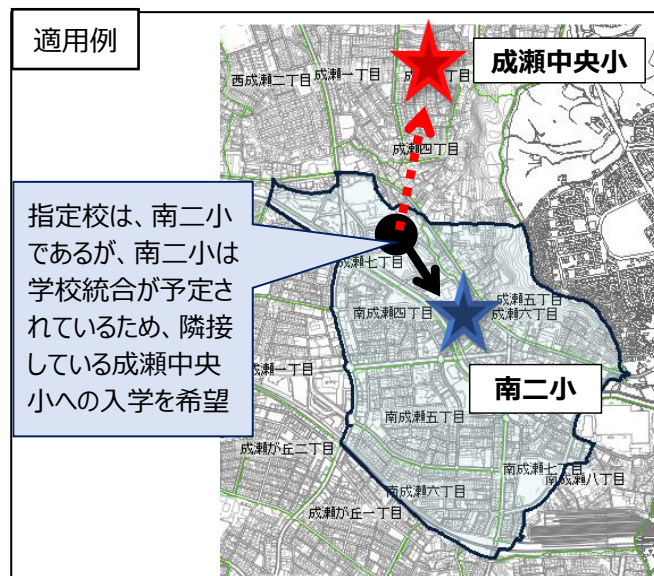 適用例
成瀬中央小
西成瀬二丁目
成瀬一丁目
成瀬四丁目
指定校は、南二小
であるが、南二小は
学校統合が予定さ
れているため、隣接
している成瀬中央
小への入学を希望
成瀬七丁目
南成瀬四丁目
成瀬五丁目
成瀬六丁目
南二小
成瀬一丁目
南成瀬五丁目
成瀬が丘二丁目
南成瀬七丁目
南成瀬八丁目
南成瀬六丁目
成瀬が丘一丁目